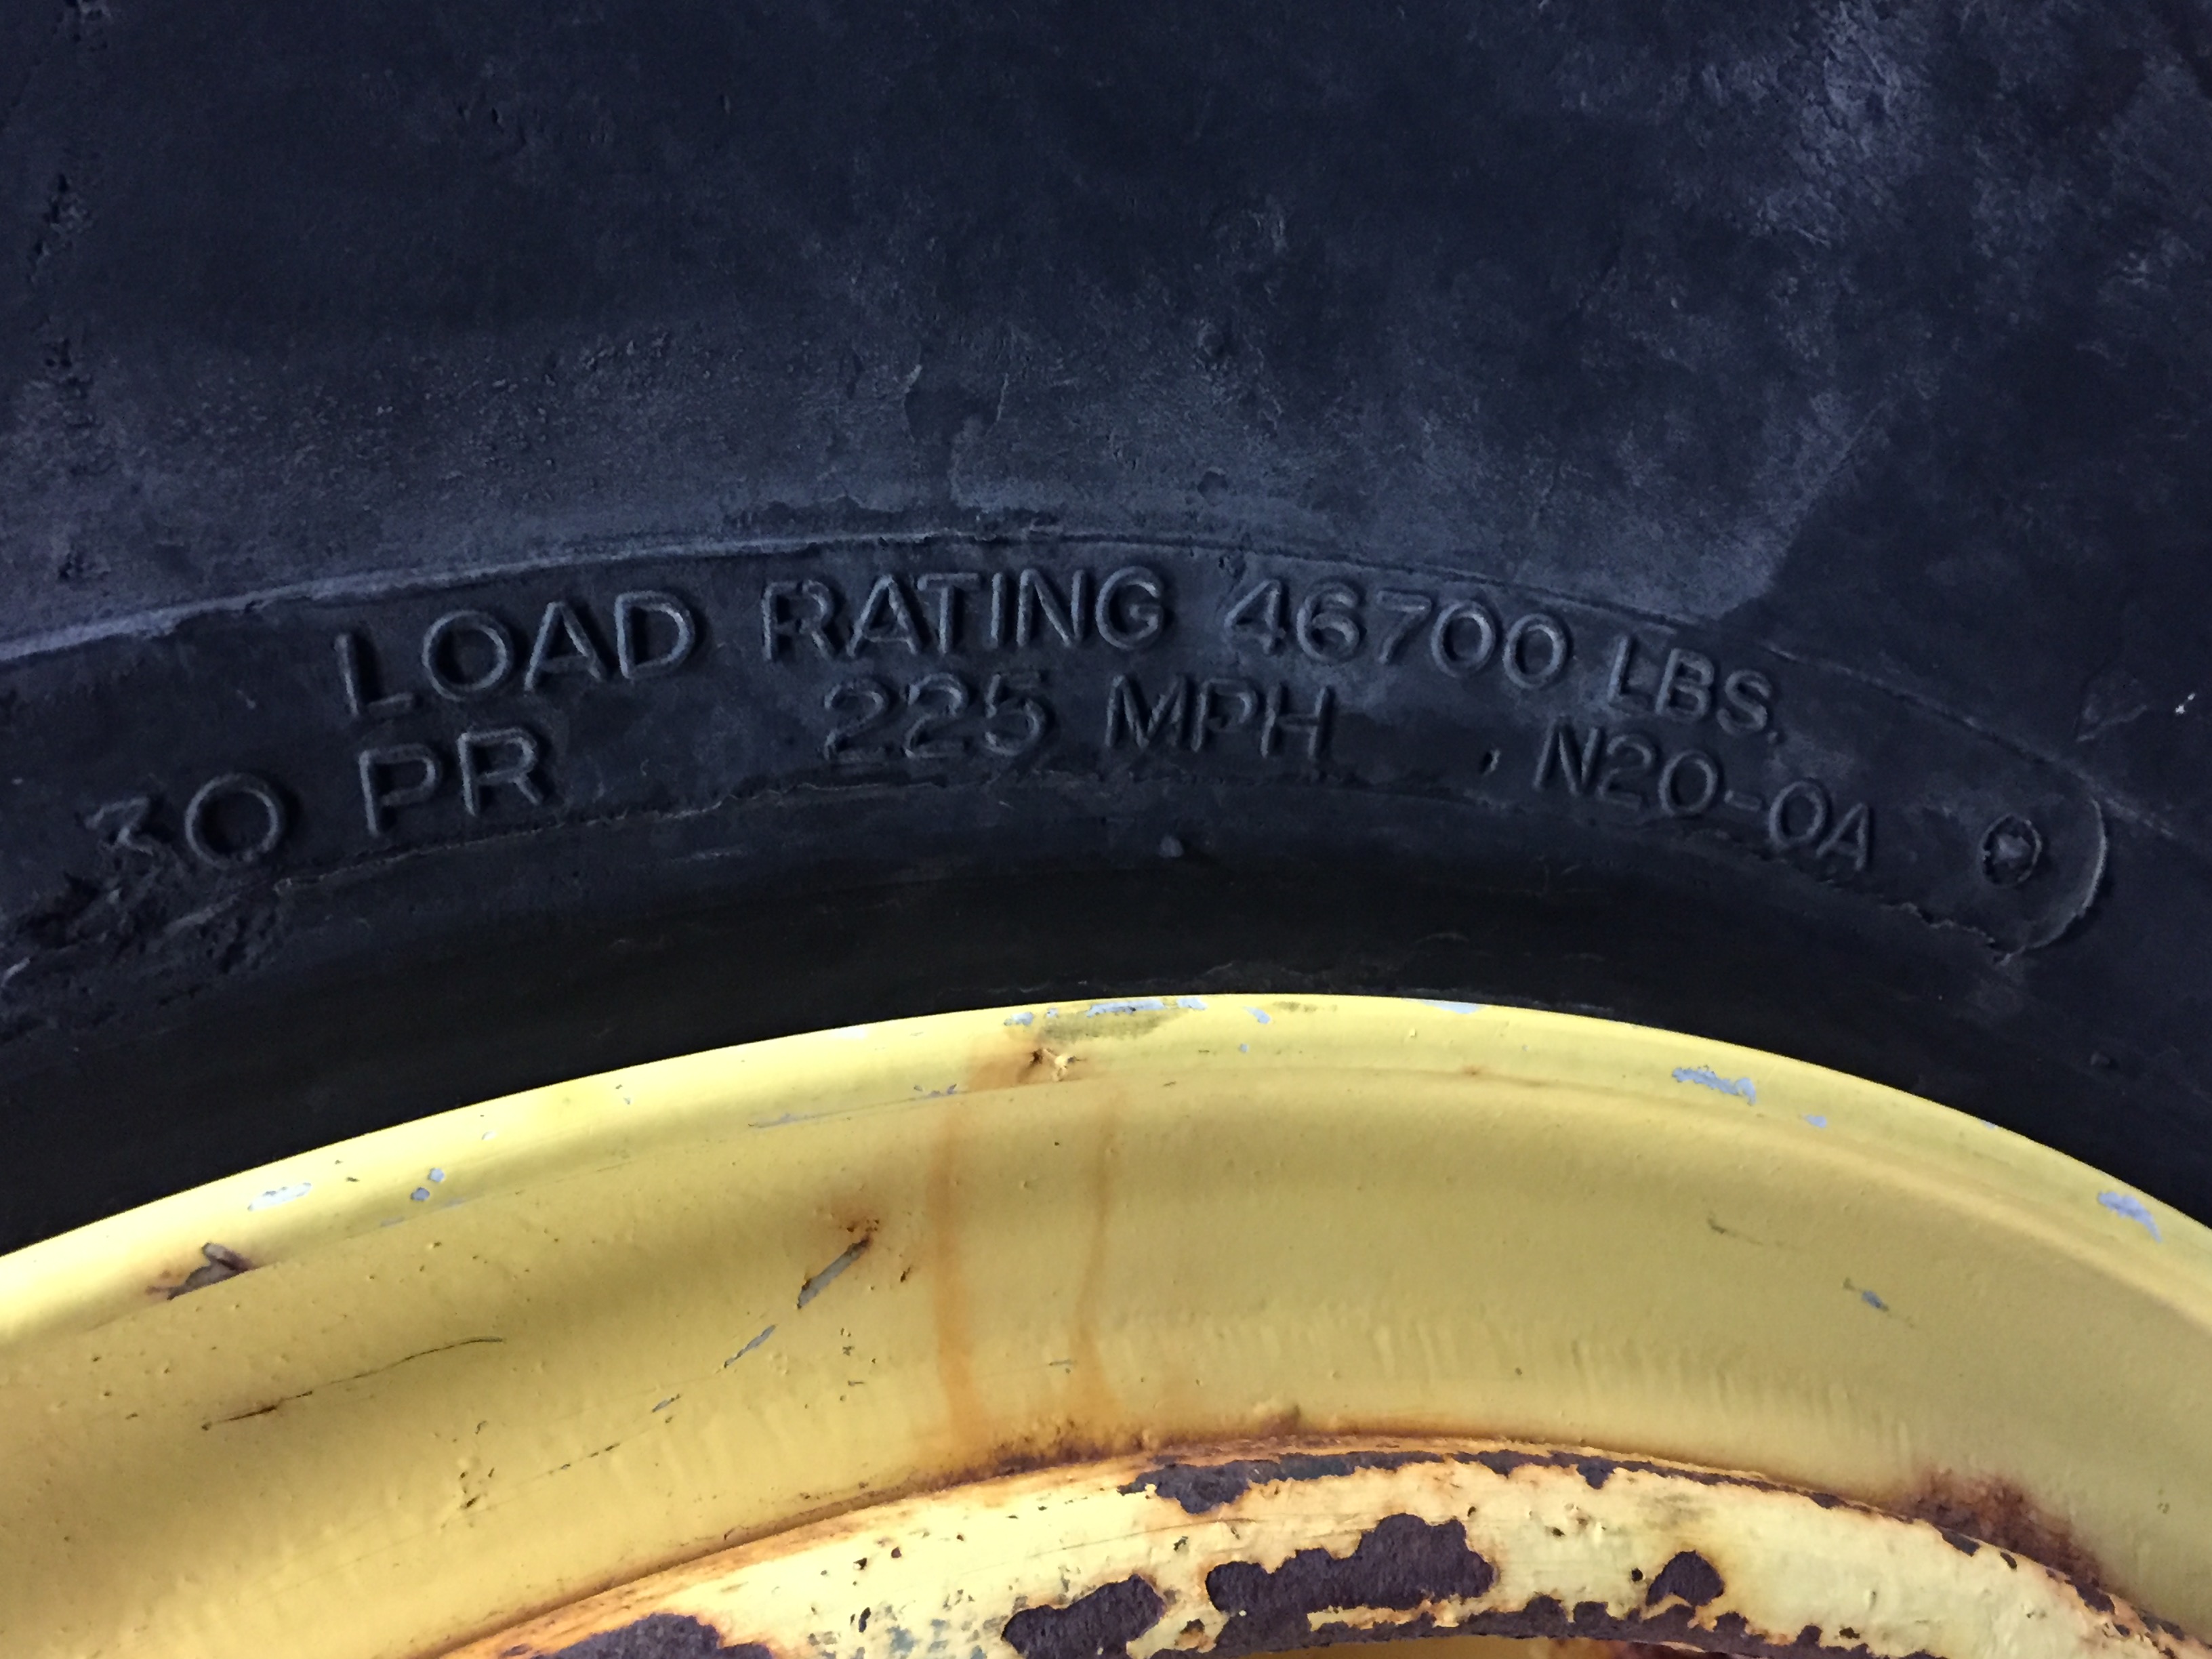 LOAD RATING 46700 LBS.
30 PR 225 MPH N20-0A